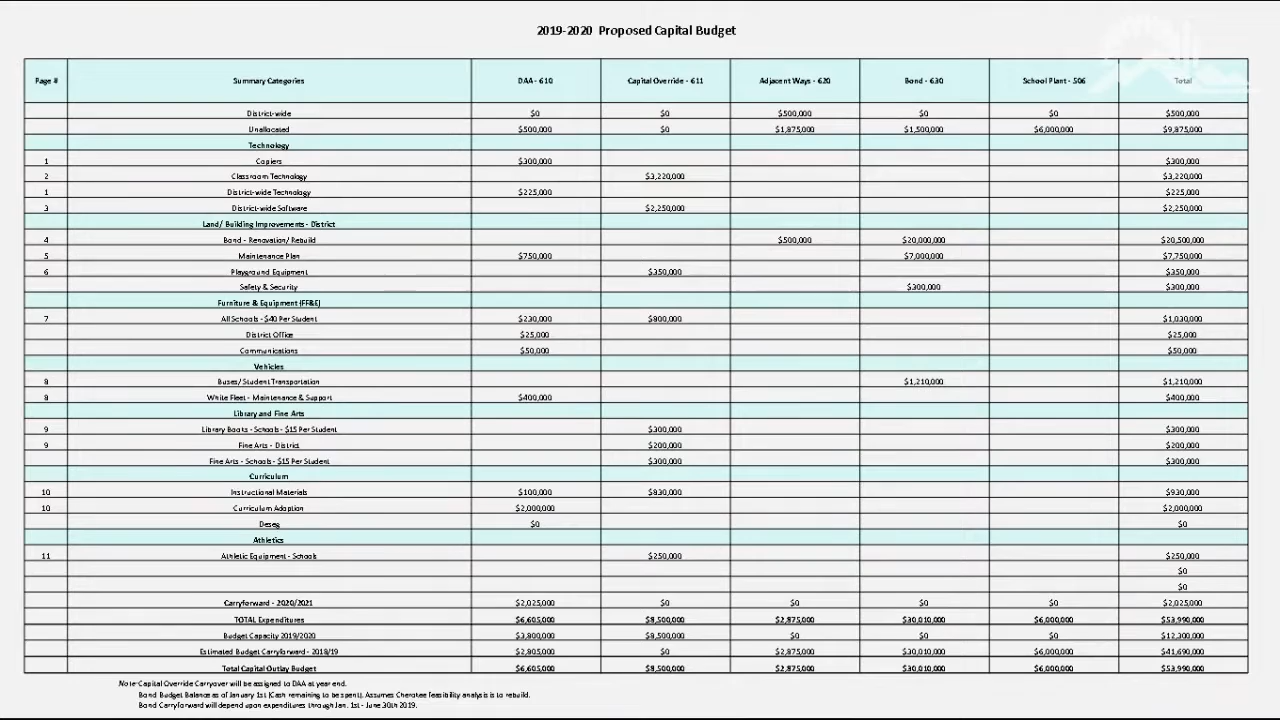 2019-2020 Proposed Capital Budget
Page # Summary Categories DAA - 610 Capital Override - 611 Adjacent Ways - 620 Bond - 630 School Plant - 506 Total
District-wide $0 $0 $500,000 $0 $0 $500,000
Unallocated $500,000 $0 $1,875,000 $1,500,000 $6,000,000 $9,875,000
Technology
1 Copiers $300,000 $300,000
2 Classroom Technology $3,220,000 $3,220,000
1 District-wide Technology $225,000 $225,000
3 District-wide Software $2,250,000 $2,250,000
Land/ Building Improvements - District
4 Bond - Renovation/ Rebuild $500,000 $20,000,000 $20,500,000
5 Maintenance Plan $750,000 $7,000,000 $7,750,000
6 Playground Equipment $350,000 $350,000
Safety & Security $300,000 $300,000
Furniture & Equipment (FF&E)
7 All Schools - $40 Per Student $230,000 $800,000 $1,030,000
District Office $25,000 $25,000
Communications $50,000 $50,000
Vehicles
8 Buses/ Student Transportation $1,210,000 $1,210,000
8 White Fleet - Maintenance & Support $400,000 $400,000
Library and Fine Arts
9 Library Books - Schools - $15 Per Student $300,000 $300,000
9 Fine Arts - District $200,000 $200,000
Fine Arts - Schools - $15 Per Student $300,000 $300,000
Curriculum
10 Instructional Materials $100,000 $830,000 $930,000
10 Curriculum Adoption $2,000,000 $2,000,000
Deseg $0 $0
Athletics
11 Athletic Equipment - Schools $250,000 $250,000
$0
$0
Carryforward - 2020/2021 $2,025,000 $0 $0 $0 $0 $2,025,000
TOTAL Expenditures $6,605,000 $8,500,000 $2,875,000 $30,010,000 $6,000,000 $53,990,000
Budget Capacity 2019/2020 $3,800,000 $8,500,000 $0 $0 $0 $12,300,000
Estimated Budget Carryforward - 2018/19 $2,805,000 $0 $2,875,000 $30,010,000 $6,000,000 $41,690,000
Total Capital Outlay Budget $6,605,000 $8,500,000 $2,875,000 $30,010,000 $6,000,000 $53,990,000
Note-Capital Override Carryover will be assigned to DAA at year end.
Bond Budget Balance as of January 1st (Cash remaining to be spent). Assumes Cherokee feasibility analysis is to rebuild.
Bond Carryforward will depend upon expenditures through Jan. 1st - June 30th 2019.